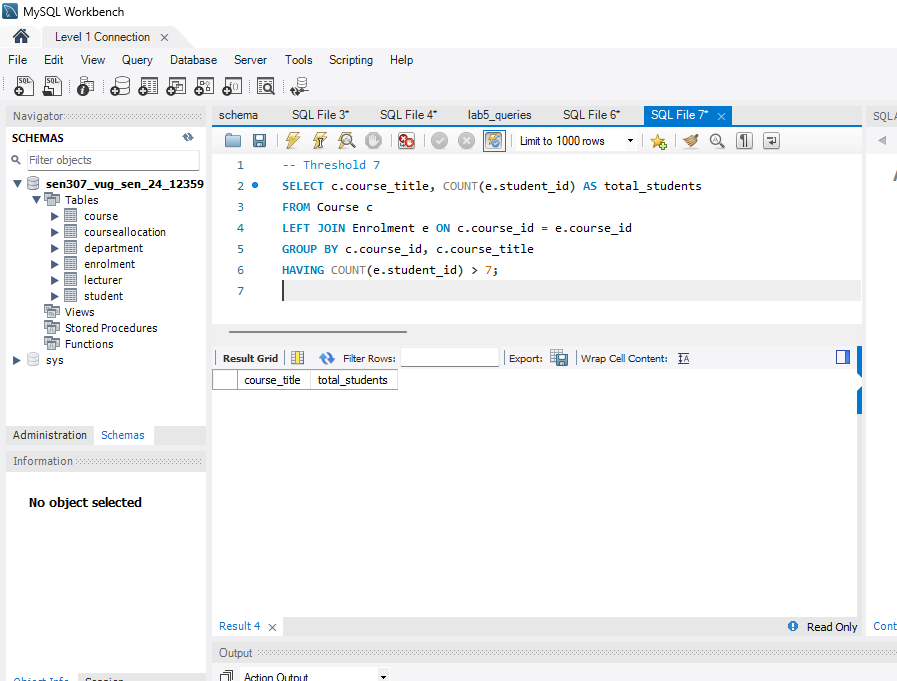 MySQL Workbench
Level 1 Connection
File Edit View Query Database Server Tools Scripting Help
Navigator
SCHEMAS
Filter objects
sen307_vug_sen_24_12359
Tables
course
courseallocation
department
enrolment
lecturer
student
Views
Stored Procedures
Functions
sys
Administration Schemas
Information
No object selected
schema SQL File 3* SQL File 4* lab5_queries SQL File 6* SQL File 7*
Limit to 1000 rows
1 -- Threshold 7
2 SELECT c.course_title, COUNT(e.student_id) AS total_students
3 FROM Course c
4 LEFT JOIN Enrolment e ON c.course_id = e.course_id
5 GROUP BY c.course_id, c.course_title
6 HAVING COUNT(e.student_id) > 7;
7
Result Grid Filter Rows: Export: Wrap Cell Content:
course_title total_students
Result 4 Read Only
Output
Action Output
SQLA
Cont